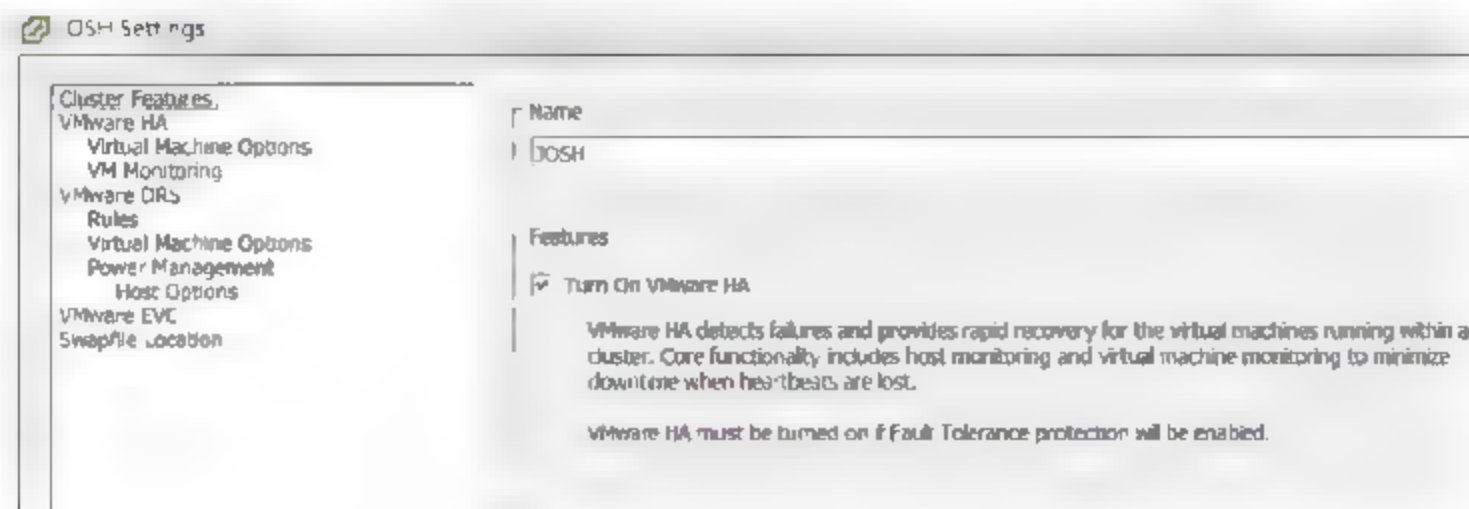 JOSH Settings
Cluster Features
VMware HA
Virtual Machine Options
VM Monitoring
VMware DRS
Rules
Virtual Machine Options
Power Management
Host Options
VMware EVC
Swapfile Location
Name
JOSH
Features
Turn On VMware HA
VMware HA detects failures and provides rapid recovery for the virtual machines running within a
cluster. Core functionality includes host monitoring and virtual machine monitoring to minimize
downtime when heartbeats are lost.
VMware HA must be turned on if Fault Tolerance protection will be enabled.